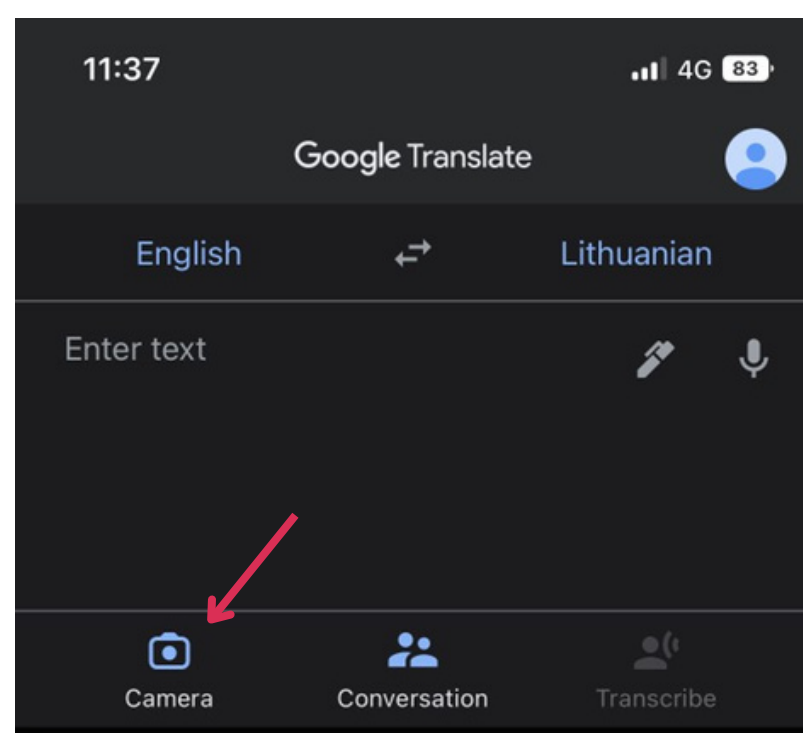 11:37 4G 83
Google Translate
English Lithuanian
Enter text
Camera Conversation Transcribe